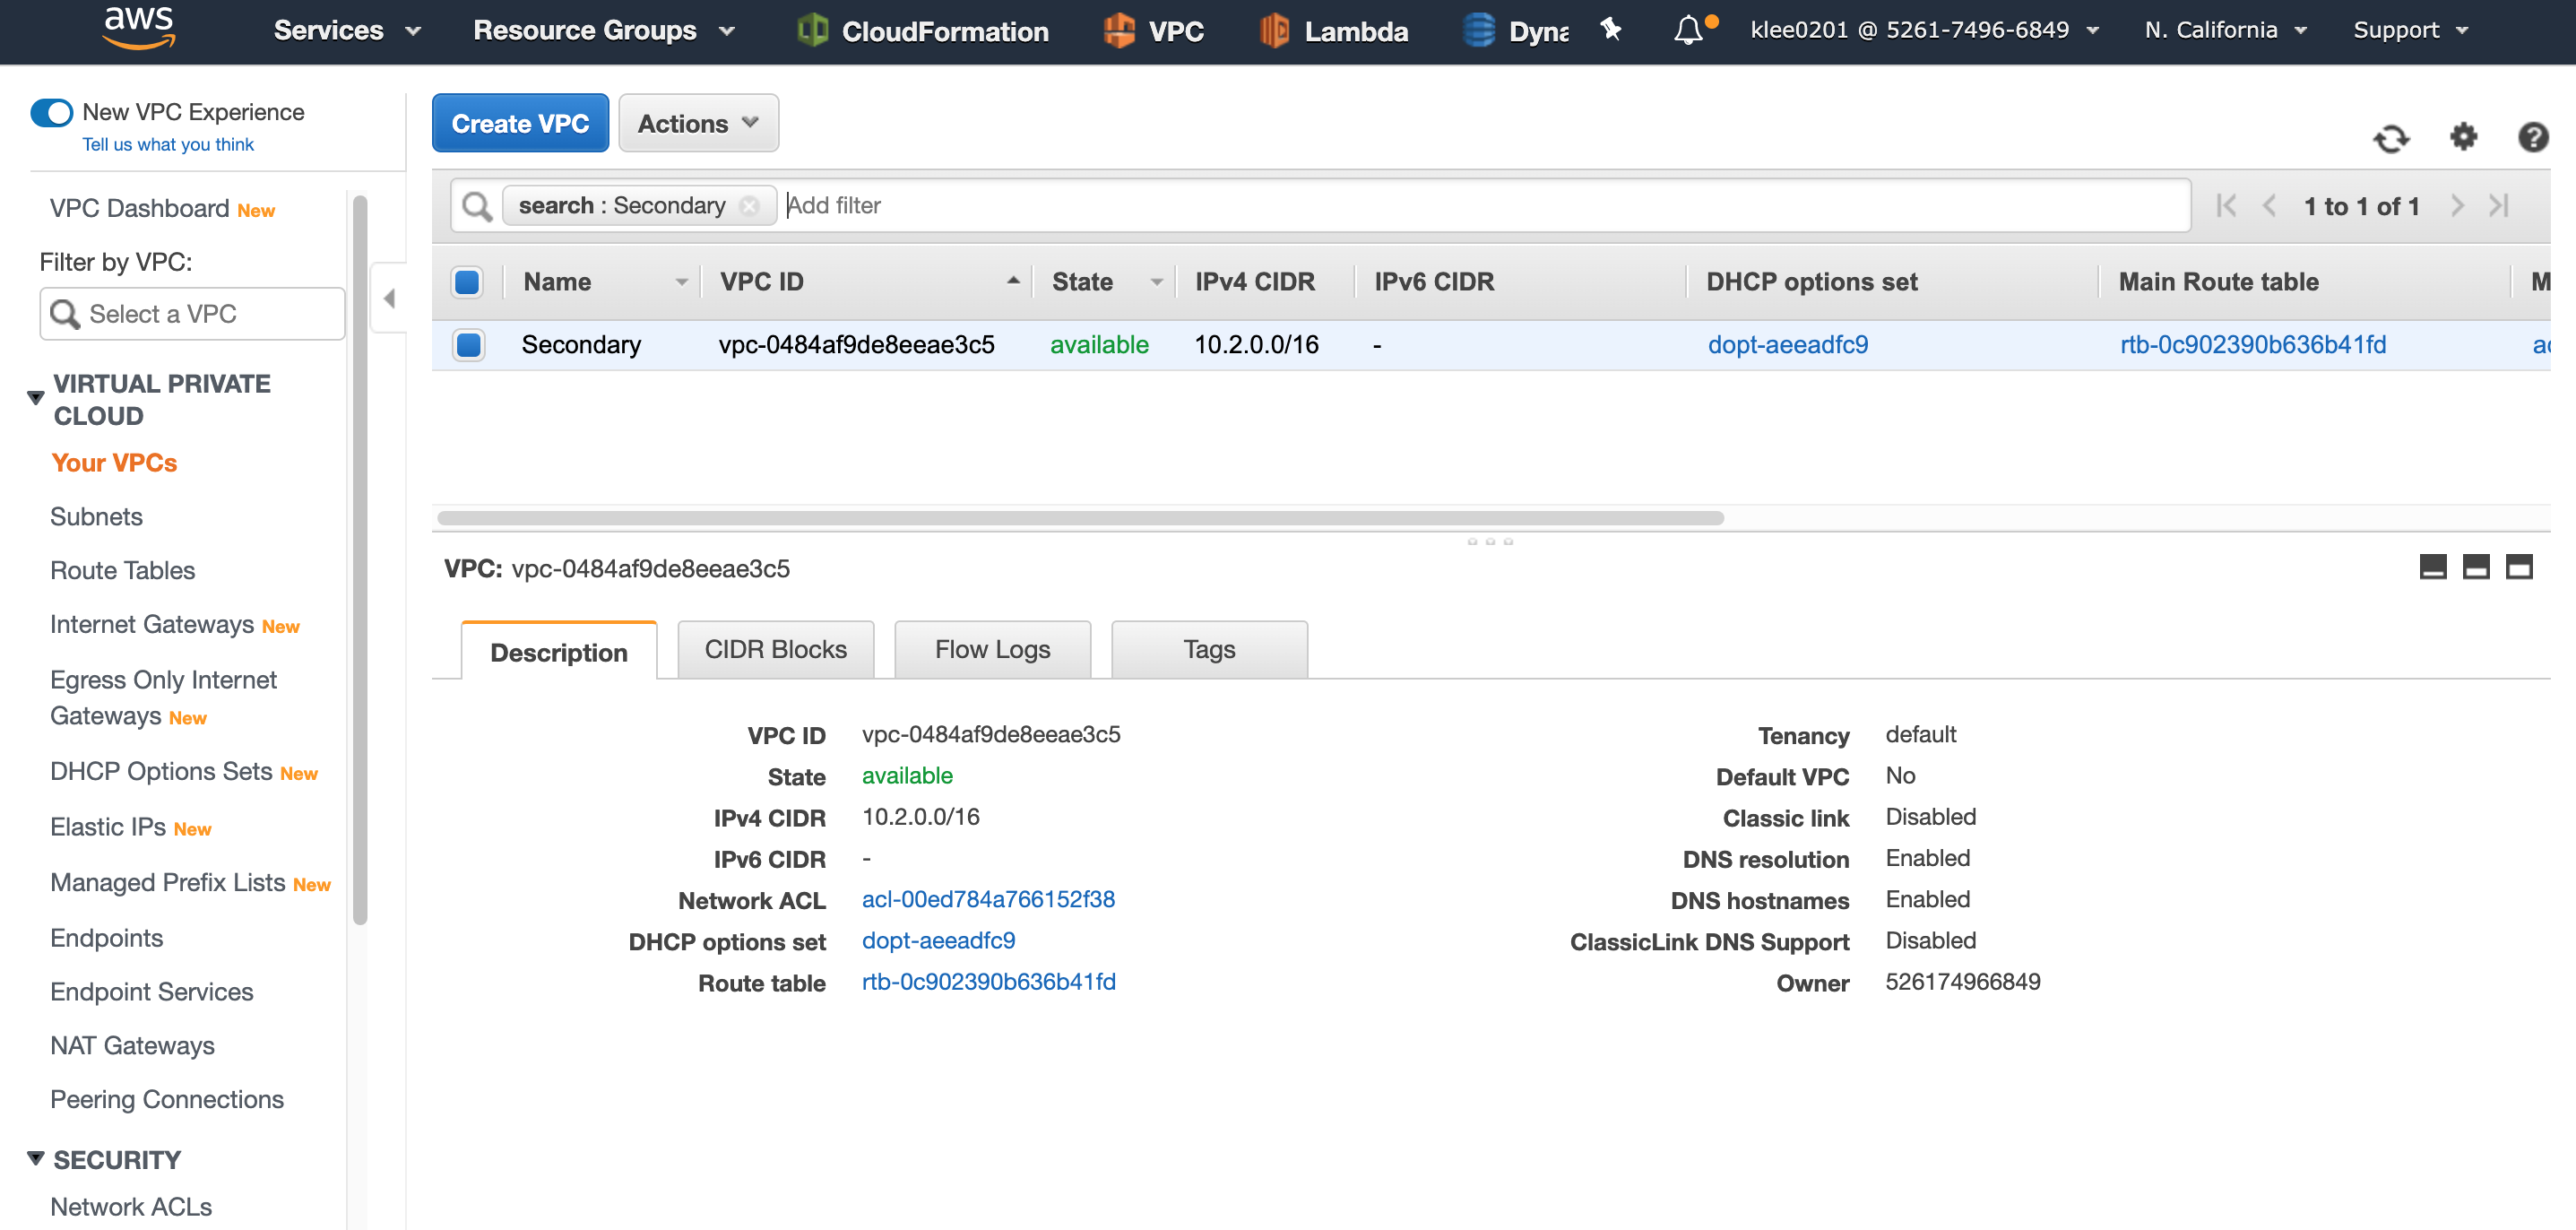 aws Services Resource Groups CloudFormation VPC Lambda Dyna klee0201 @ 5261-7496-6849 N. California Support
New VPC Experience
Tell us what you think
Create VPC Actions
VPC Dashboard New
Filter by VPC:
Select a VPC
VIRTUAL PRIVATE
CLOUD
Your VPCs
Subnets
Route Tables
Internet Gateways New
Egress Only Internet
Gateways New
DHCP Options Sets New
Elastic IPs New
Managed Prefix Lists New
Endpoints
Endpoint Services
NAT Gateways
Peering Connections
SECURITY
Network ACLs
search : Secondary Add filter 1 to 1 of 1
Name VPC ID State IPv4 CIDR IPv6 CIDR DHCP options set Main Route table M
Secondary vpc-0484af9de8eeae3c5 available 10.2.0.0/16 - dopt-aeeadfc9 rtb-0c902390b636b41fd ac
VPC: vpc-0484af9de8eeae3c5
Description CIDR Blocks Flow Logs Tags
VPC ID vpc-0484af9de8eeae3c5
State available
IPv4 CIDR 10.2.0.0/16
IPv6 CIDR -
Network ACL acl-00ed784a766152f38
DHCP options set dopt-aeeadfc9
Route table rtb-0c902390b636b41fd
Tenancy default
Default VPC No
Classic link Disabled
DNS resolution Enabled
DNS hostnames Enabled
ClassicLink DNS Support Disabled
Owner 526174966849